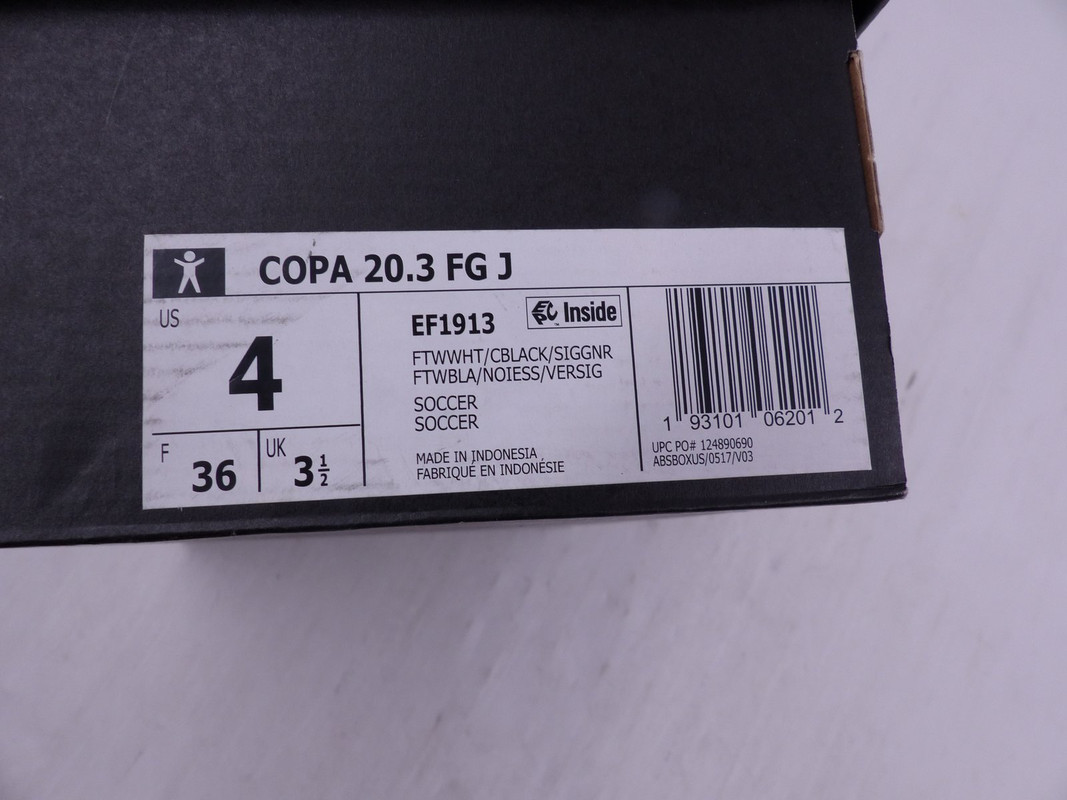 COPA 20.3 FG J
US
4
F
36
UK
3 1/2
EF1913
EPC Inside
FTWWHT/CBLACK/SIGGNR
FTWBLA/NOIESS/VERSIG
SOCCER
SOCCER
MADE IN INDONESIA
FABRIQUÉ EN INDONÉSIE
1 93101 06201 2
UPC PO# 124890690
ABSBOXUS/0517/V03